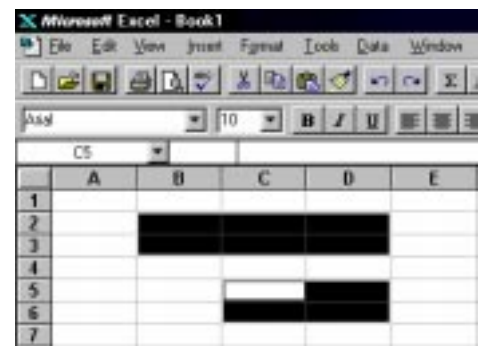 Microsoft Excel - Book1
File Edit View Insert Format Tools Data Window
Σ
Arial 10 B I U
C5
A B C D E
1
2
3
4
5
6
7